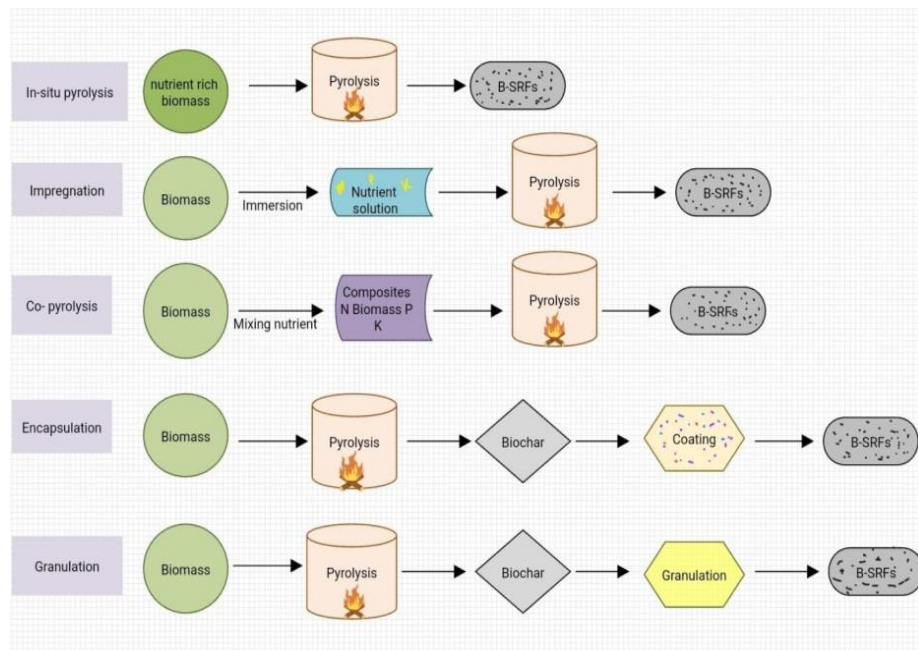 In-situ pyrolysis
nutrient rich
biomass
Pyrolysis
B-SRFs
Impregnation
Biomass
Immersion
Nutrient
solution
Pyrolysis
B-SRFs
Co- pyrolysis
Biomass
Mixing nutrient
Composites
N Biomass P
K
Pyrolysis
B-SRFs
Encapsulation
Biomass
Pyrolysis
Biochar
Coating
B-SRFs
Granulation
Biomass
Pyrolysis
Biochar
Granulation
B-SRFs